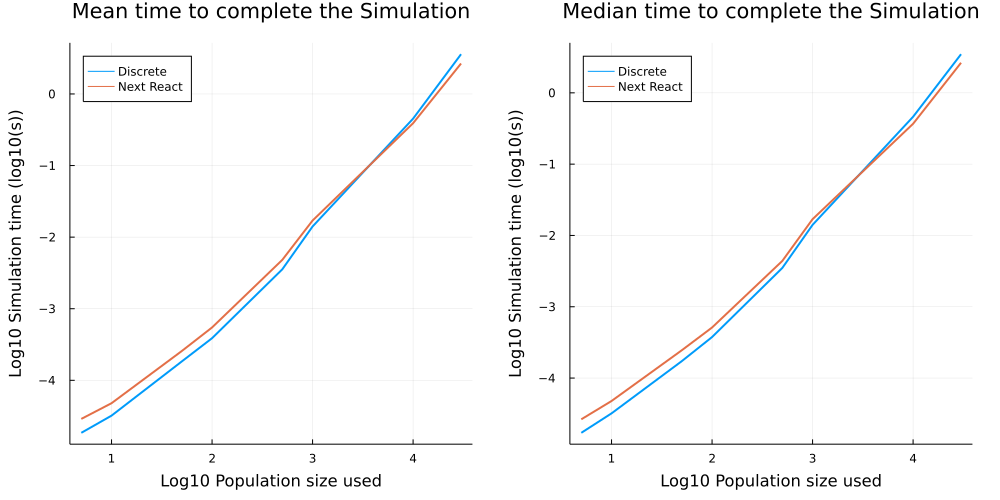 Mean time to complete the Simulation
Discrete
Next React
0
−1
−2
−3
−4
1
2
3
4
Log10 Simulation time (log10(s))
Log10 Population size used
Median time to complete the Simulation
Discrete
Next React
0
−1
−2
−3
−4
1
2
3
4
Log10 Simulation time (log10(s))
Log10 Population size used